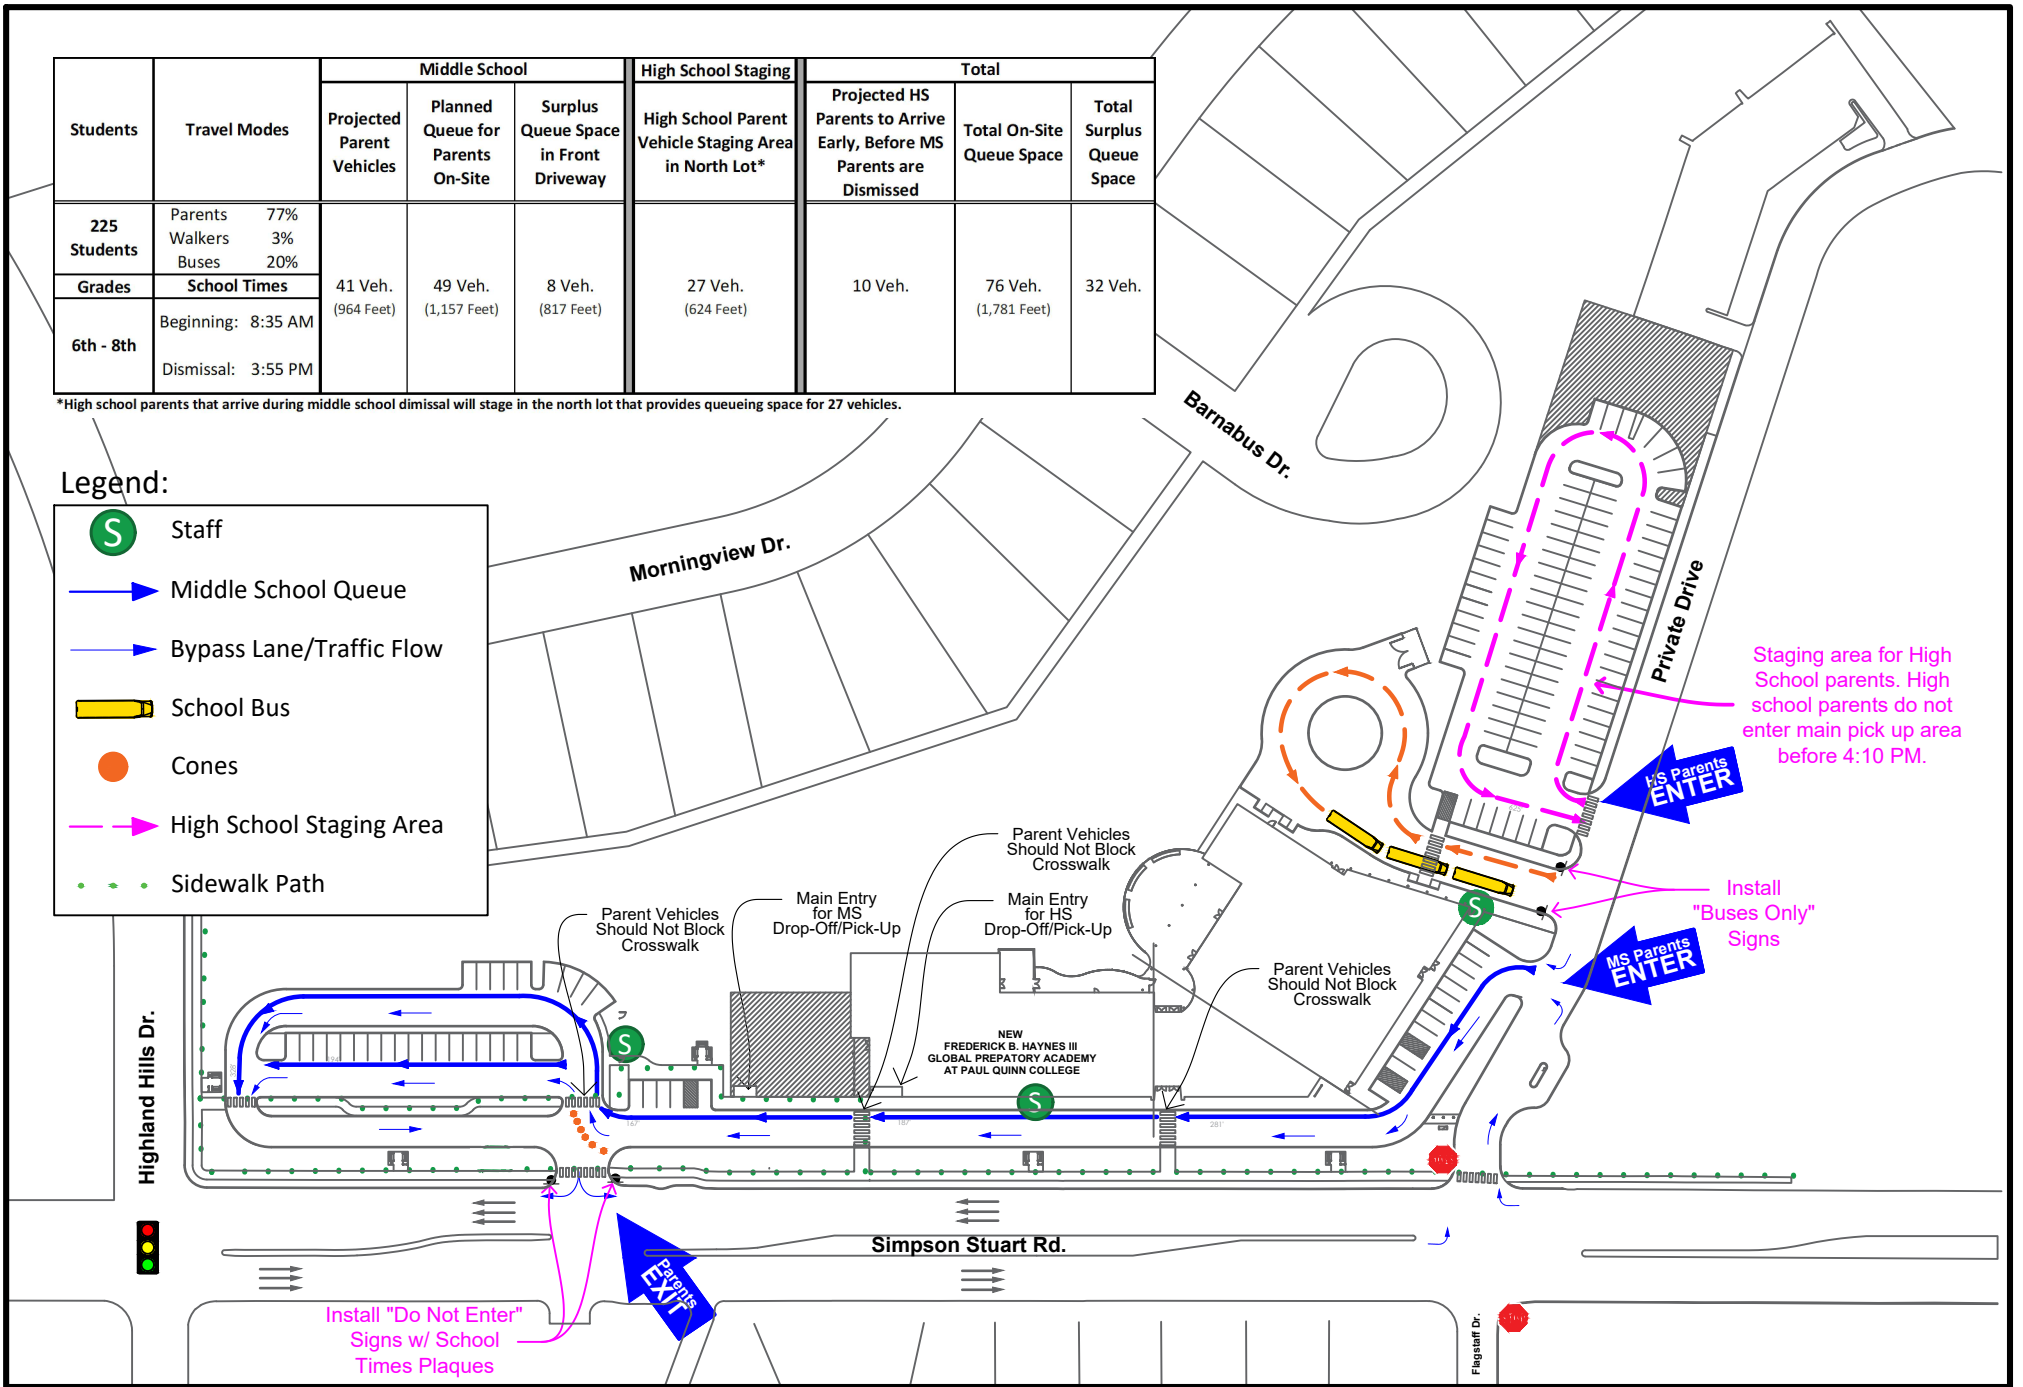 Middle School
High School Staging
Total
Students
Travel Modes
Projected
Parent
Vehicles
Planned
Queue for
Parents
On-Site
Surplus
Queue Space
in Front
Driveway
High School Parent
Vehicle Staging Area
in North Lot*
Projected HS
Parents to Arrive
Early, Before MS
Parents are
Dismissed
Total On-Site
Queue Space
Total
Surplus
Queue
Space
225
Students
Parents 77%
Walkers 3%
Buses 20%
Grades
School Times
6th - 8th
Beginning: 8:35 AM
Dismissal: 3:55 PM
41 Veh.
(964 Feet)
49 Veh.
(1,157 Feet)
8 Veh.
(817 Feet)
27 Veh.
(624 Feet)
10 Veh.
76 Veh.
(1,781 Feet)
32 Veh.
*High school parents that arrive during middle school dimissal will stage in the north lot that provides queueing space for 27 vehicles.
Legend:
S
Staff
Middle School Queue
Bypass Lane/Traffic Flow
School Bus
Cones
High School Staging Area
Sidewalk Path
Barnabus Dr.
Morningview Dr.
Private Drive
Staging area for High
School parents. High
school parents do not
enter main pick up area
before 4:10 PM.
HS Parents
ENTER
Install
"Buses Only"
Signs
MS Parents
ENTER
Parent Vehicles
Should Not Block
Crosswalk
Main Entry
for MS
Drop-Off/Pick-Up
Main Entry
for HS
Drop-Off/Pick-Up
Parent Vehicles
Should Not Block
Crosswalk
Parent Vehicles
Should Not Block
Crosswalk
S
S
S
NEW
FREDERICK B. HAYNES III
GLOBAL PREPATORY ACADEMY
AT PAUL QUINN COLLEGE
Highland Hills Dr.
167'
187'
281'
Simpson Stuart Rd.
Parents
EXIT
Install "Do Not Enter"
Signs w/ School
Times Plaques
Flagstaff Dr.